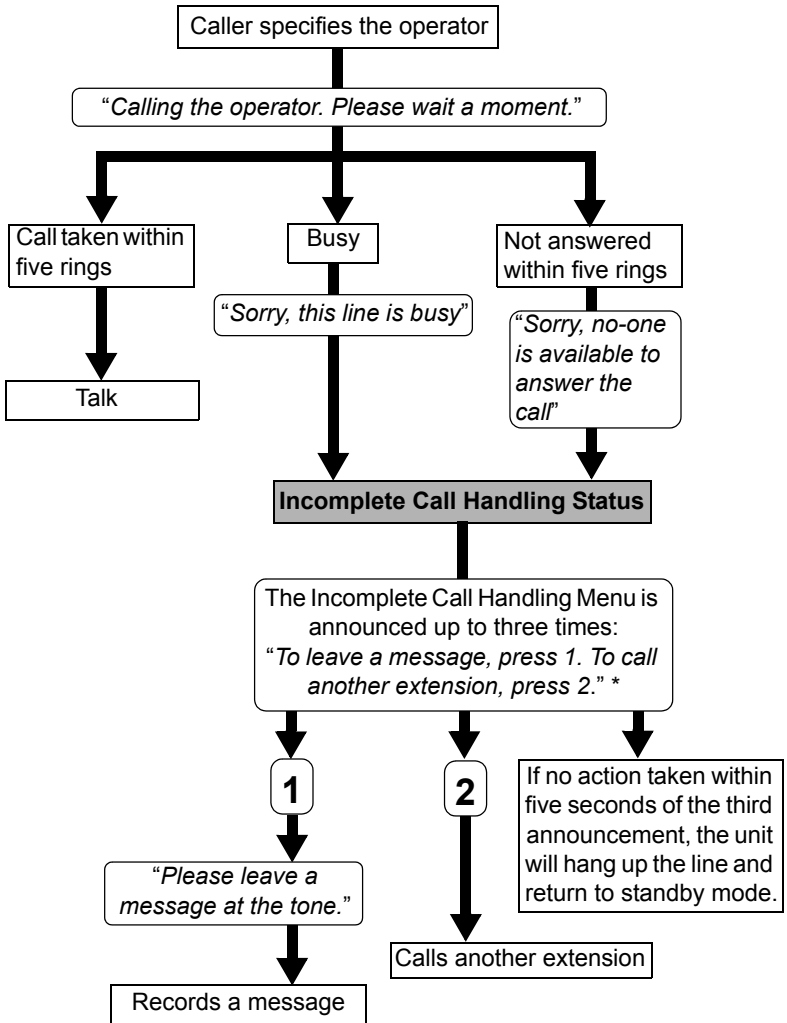 Caller specifies the operator
“Calling the operator. Please wait a moment.”
Call taken within
five rings
Busy
Not answered
within five rings
“Sorry, this line is busy”
“Sorry, no-one
is available to
answer the
call”
Talk
Incomplete Call Handling Status
The Incomplete Call Handling Menu is
announced up to three times:
“To leave a message, press 1. To call
another extension, press 2.” *
1
2
If no action taken within
five seconds of the third
announcement, the unit
will hang up the line and
return to standby mode.
“Please leave a
message at the tone.”
Calls another extension
Records a message